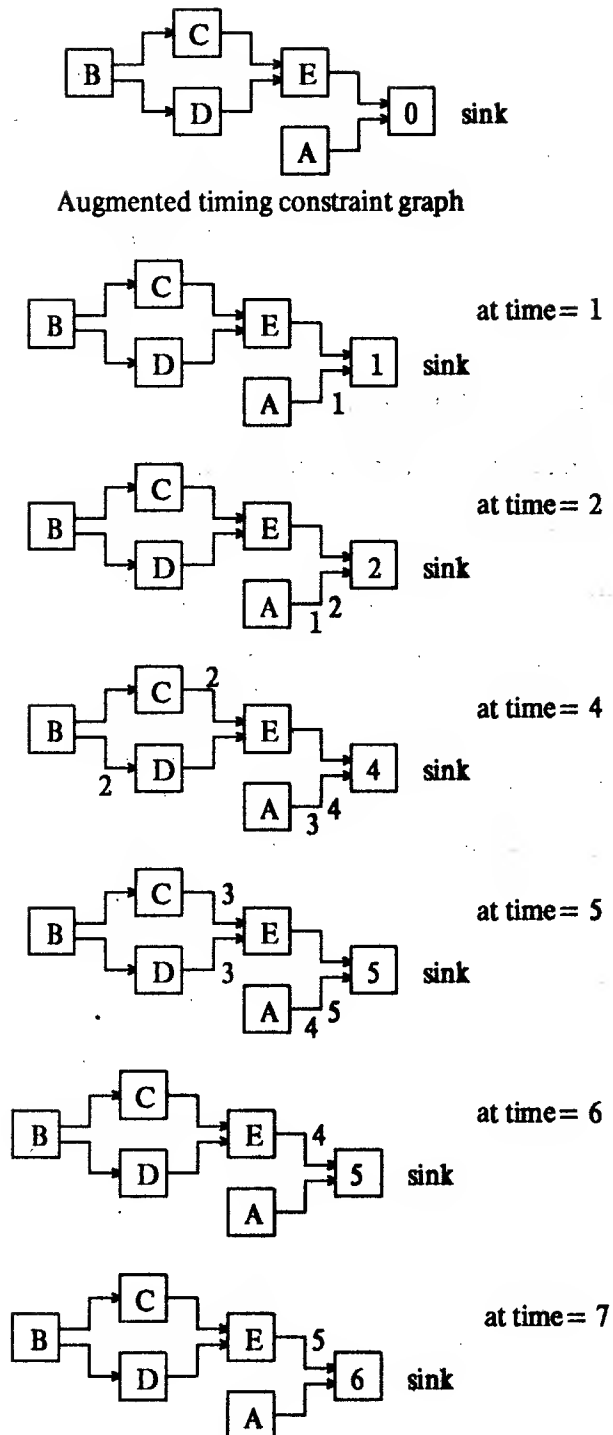 C
B E
D 0 sink
A
Augmented timing constraint graph
C at time = 1
B E
D 1 sink
A 1
C at time = 2
B E
D 2 sink
A 1 2
C 2 at time = 4
B E
2 D 4 sink
A 3 4
C 3 at time = 5
B E
D 3 5 sink
A 4 5
C at time = 6
B E 4
D 5 sink
A
C at time = 7
B E 5
D 6 sink
A